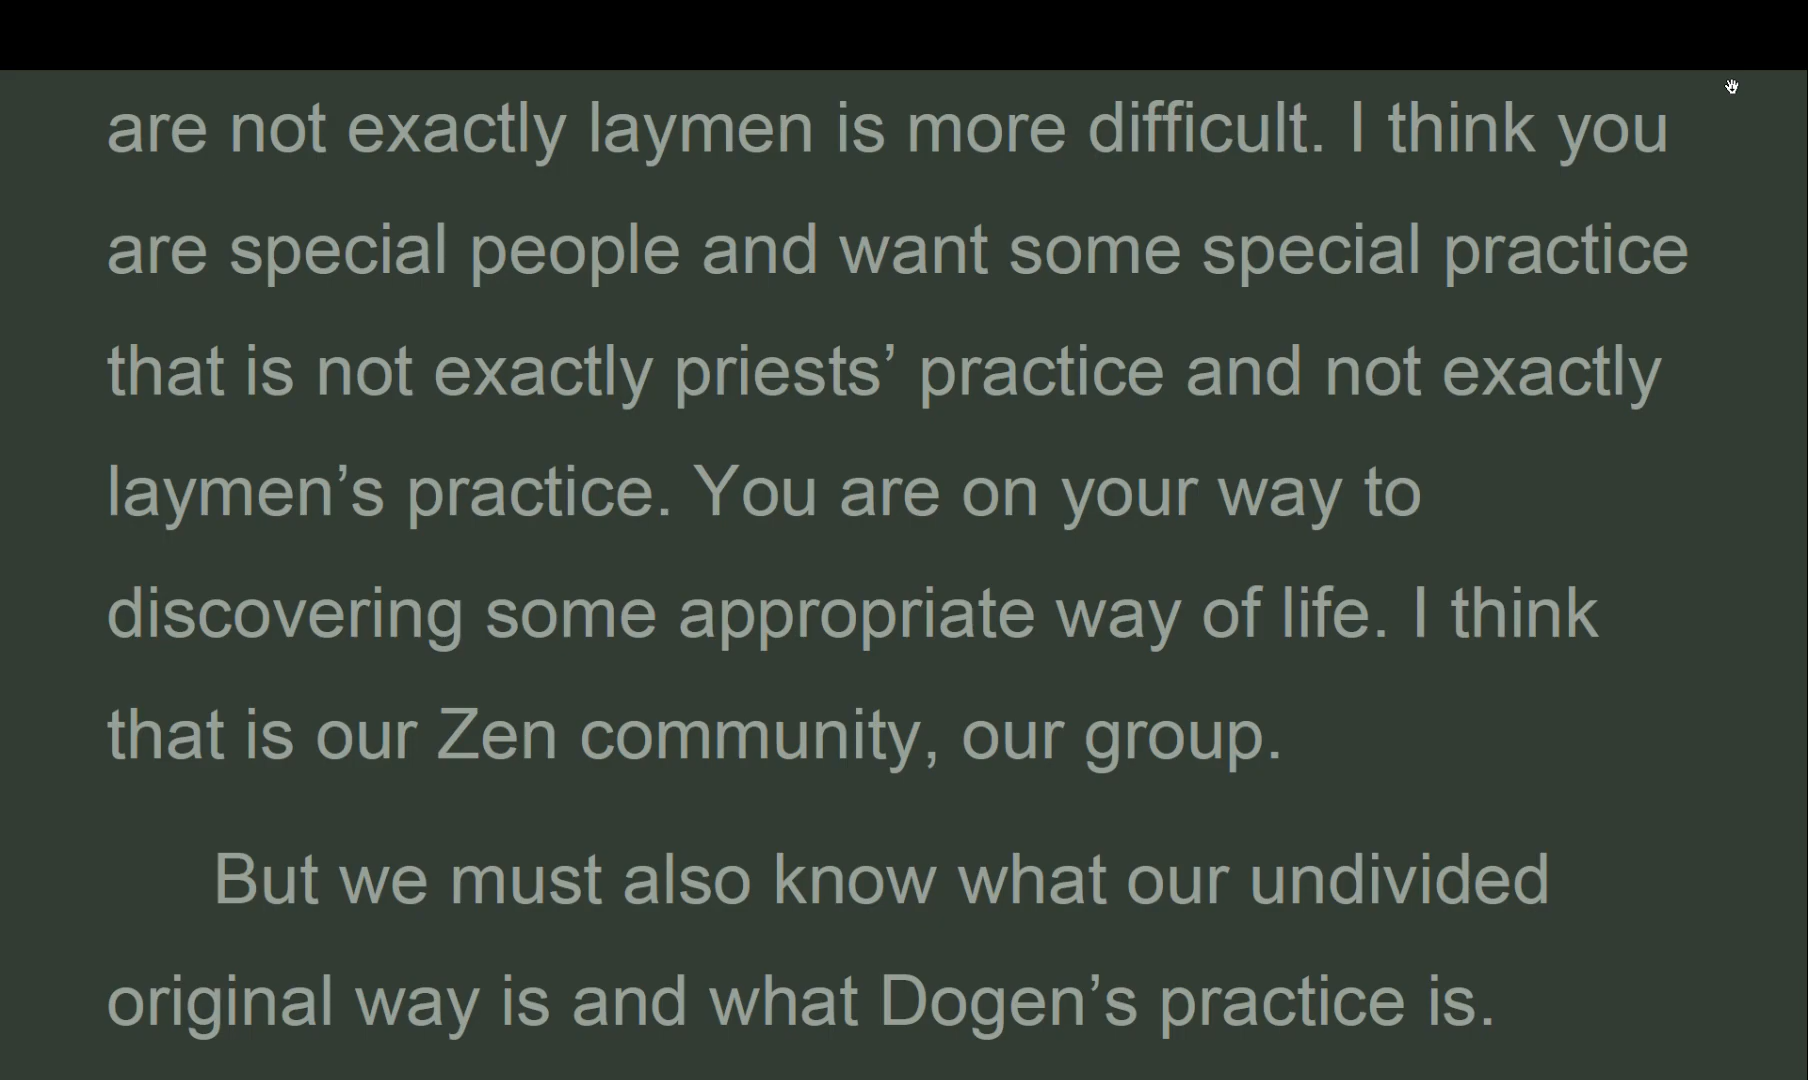 are not exactly laymen is more difficult. I think you
are special people and want some special practice
that is not exactly priests’ practice and not exactly
laymen’s practice. You are on your way to
discovering some appropriate way of life. I think
that is our Zen community, our group.
But we must also know what our undivided
original way is and what Dogen’s practice is.